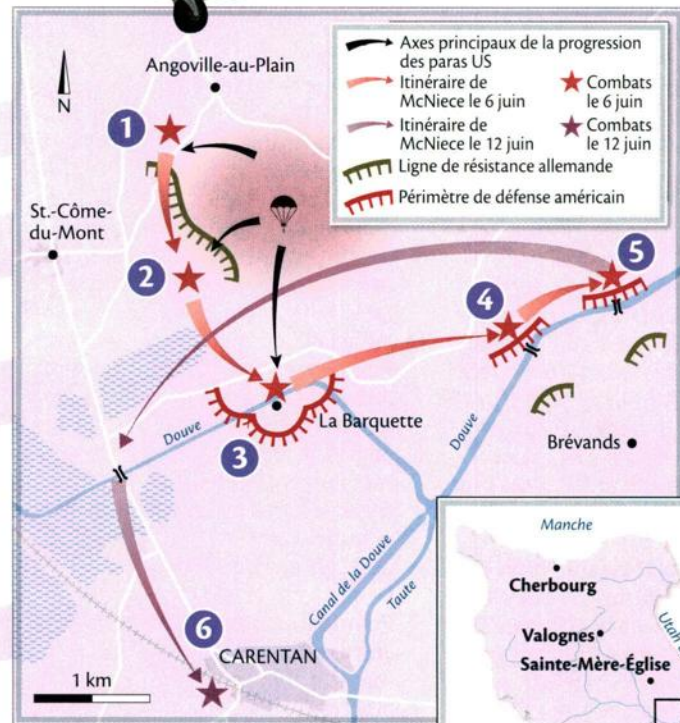 Axes principaux de la progression
des paras US
Itinéraire de
McNiece le 6 juin
Combats
le 6 juin
Itinéraire de
McNiece le 12 juin
Combats
le 12 juin
Ligne de résistance allemande
Périmètre de défense américain
N
Angoville-au-Plain
1
St.-Côme-
du-Mont
2
5
4
La Barquette
Douve
3
Douve
Brévands
Canal de la Douve
Taute
6
CARENTAN
1 km
Manche
Cherbourg
Valognes
Sainte-Mère-Église
Utah